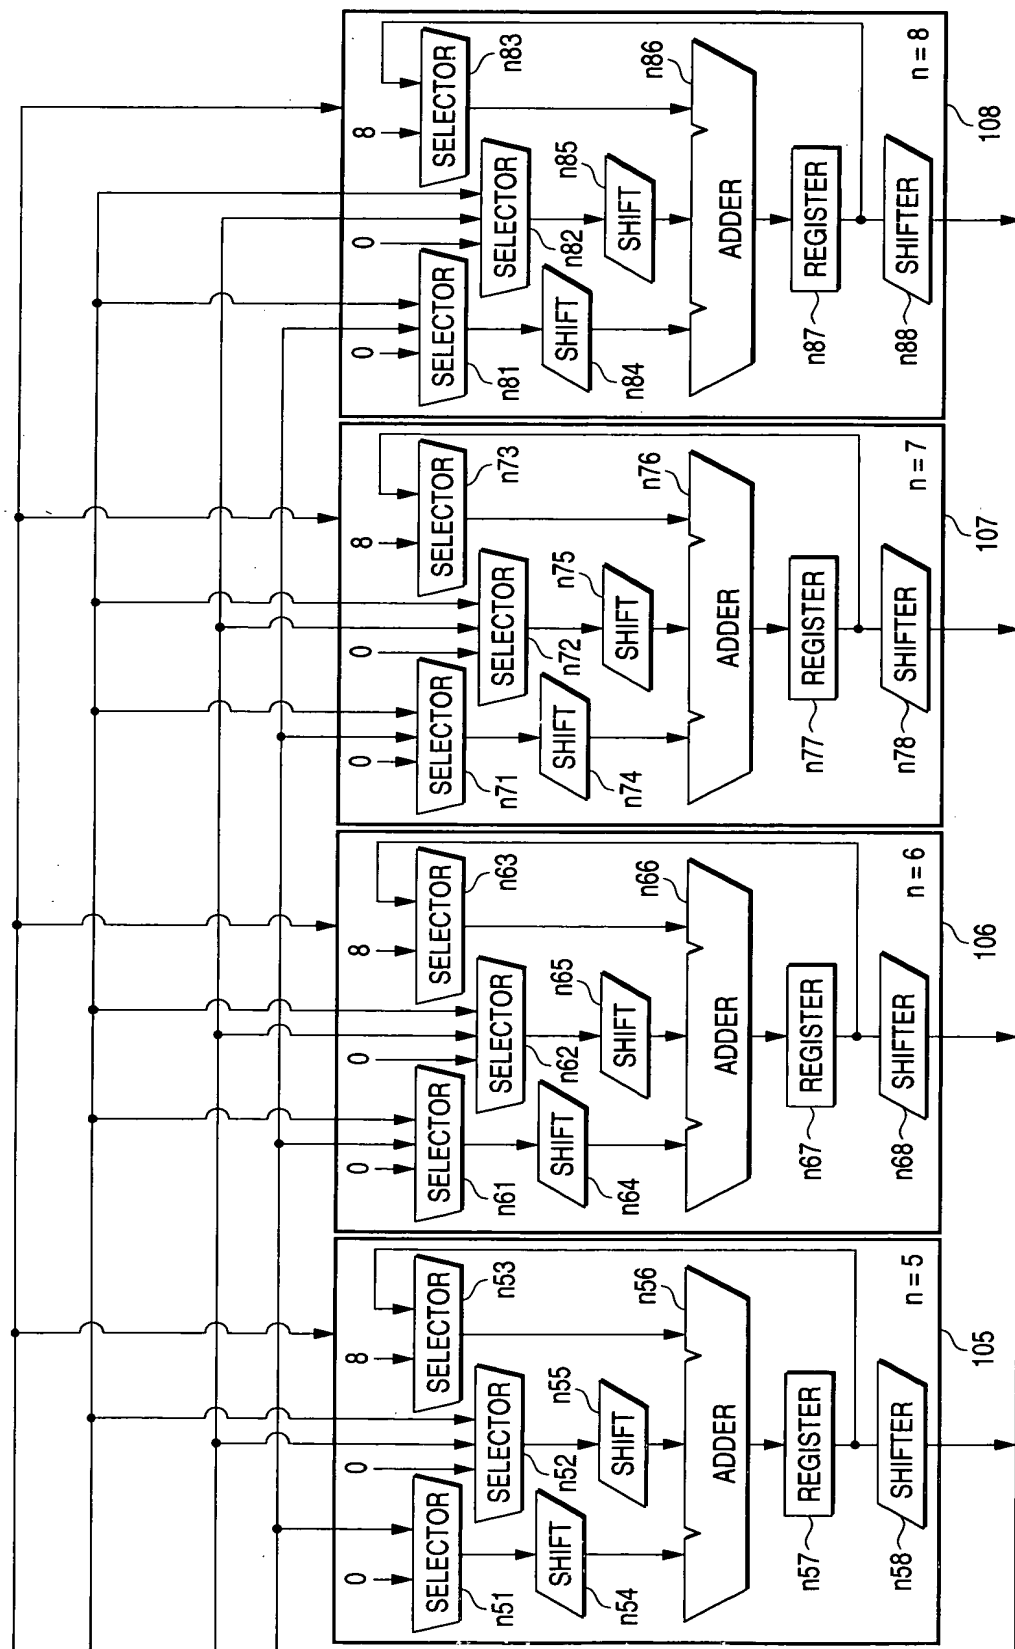 0
SELECTOR
n51
SHIFT
n54
0
SELECTOR
n52
n55
SHIFT
8
SELECTOR
n53
n56
ADDER
n57
REGISTER
n58
SHIFTER
n = 5
105
0
SELECTOR
n61
SHIFT
n64
0
SELECTOR
n62
n65
SHIFT
8
SELECTOR
n63
n66
ADDER
n67
REGISTER
n68
SHIFTER
n = 6
106
0
SELECTOR
n71
SHIFT
n74
0
SELECTOR
n72
n75
SHIFT
8
SELECTOR
n73
n76
ADDER
n77
REGISTER
n78
SHIFTER
n = 7
107
0
SELECTOR
n81
SHIFT
n84
0
SELECTOR
n82
n85
SHIFT
8
SELECTOR
n83
n86
ADDER
n87
REGISTER
n88
SHIFTER
n = 8
108